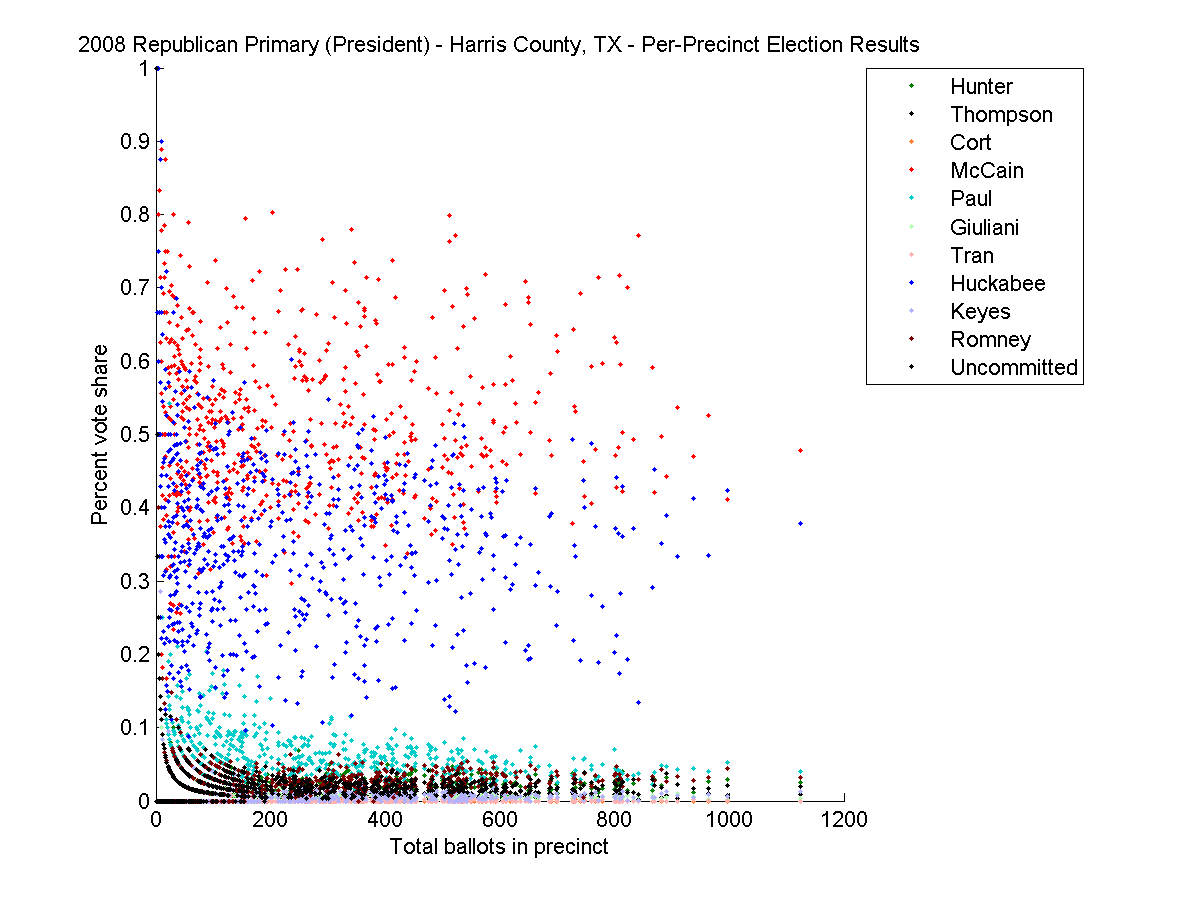 2008 Republican Primary (President) - Harris County, TX - Per-Precinct Election Results
1
0.9
0.8
0.7
0.6
0.5
0.4
0.3
0.2
0.1
0
Percent vote share
0 200 400 600 800 1000 1200
Total ballots in precinct
Hunter
Thompson
Cort
McCain
Paul
Giuliani
Tran
Huckabee
Keyes
Romney
Uncommitted